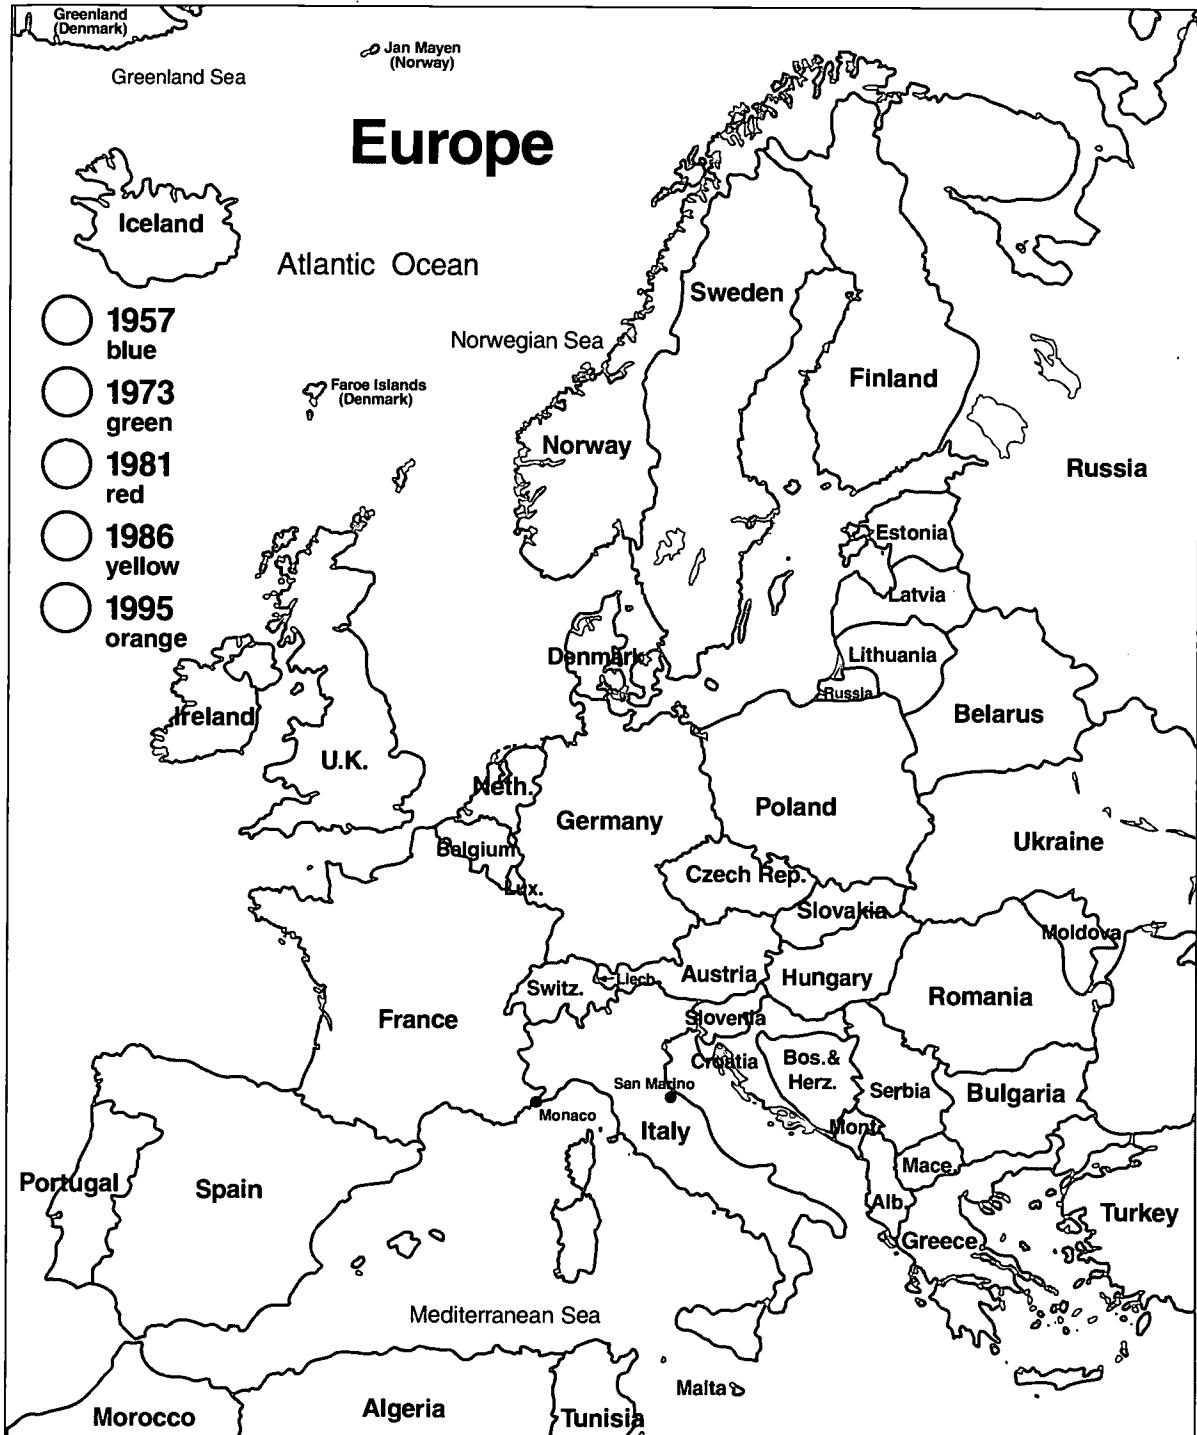 Greenland
(Denmark)
Jan Mayen
(Norway)
Greenland Sea
Europe
Iceland
Atlantic Ocean
Sweden
1957
blue
Norwegian Sea
Finland
1973
green
Faroe Islands
(Denmark)
Norway
Russia
1981
red
1986
yellow
Estonia
Latvia
1995
orange
Denmark
Lithuania
Russia
Ireland
Belarus
U.K.
Neth.
Germany
Poland
Ukraine
Belgium
Czech Rep.
Lux.
Slovakia
Moldova
Austria
Hungary
Liech.
Switz.
Romania
France
Slovenia
Croatia
Bos.&
Herz.
San Marino
Serbia
Bulgaria
Monaco
Italy
Mont.
Mace.
Portugal
Spain
Alb.
Turkey
Greece
Mediterranean Sea
Malta
Morocco
Algeria
Tunisia